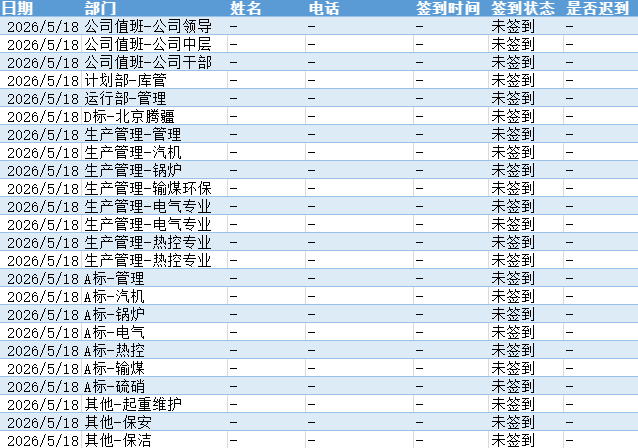 日期 部门 姓名 电话 签到时间 签到状态 是否迟到
2026/5/18 公司值班-公司领导 - - - 未签到 -
2026/5/18 公司值班-公司中层 - - - 未签到 -
2026/5/18 公司值班-公司干部 - - - 未签到 -
2026/5/18 计划部-库管 - - - 未签到 -
2026/5/18 运行部-管理 - - - 未签到 -
2026/5/18 D标-北京腾疆 - - - 未签到 -
2026/5/18 生产管理-管理 - - - 未签到 -
2026/5/18 生产管理-汽机 - - - 未签到 -
2026/5/18 生产管理-锅炉 - - - 未签到 -
2026/5/18 生产管理-输煤环保 - - - 未签到 -
2026/5/18 生产管理-电气专业 - - - 未签到 -
2026/5/18 生产管理-电气专业 - - - 未签到 -
2026/5/18 生产管理-热控专业 - - - 未签到 -
2026/5/18 生产管理-热控专业 - - - 未签到 -
2026/5/18 A标-管理 - - - 未签到 -
2026/5/18 A标-汽机 - - - 未签到 -
2026/5/18 A标-锅炉 - - - 未签到 -
2026/5/18 A标-电气 - - - 未签到 -
2026/5/18 A标-热控 - - - 未签到 -
2026/5/18 A标-输煤 - - - 未签到 -
2026/5/18 A标-硫硝 - - - 未签到 -
2026/5/18 其他-起重维护 - - - 未签到 -
2026/5/18 其他-保安 - - - 未签到 -
2026/5/18 其他-保洁 - - - 未签到 -